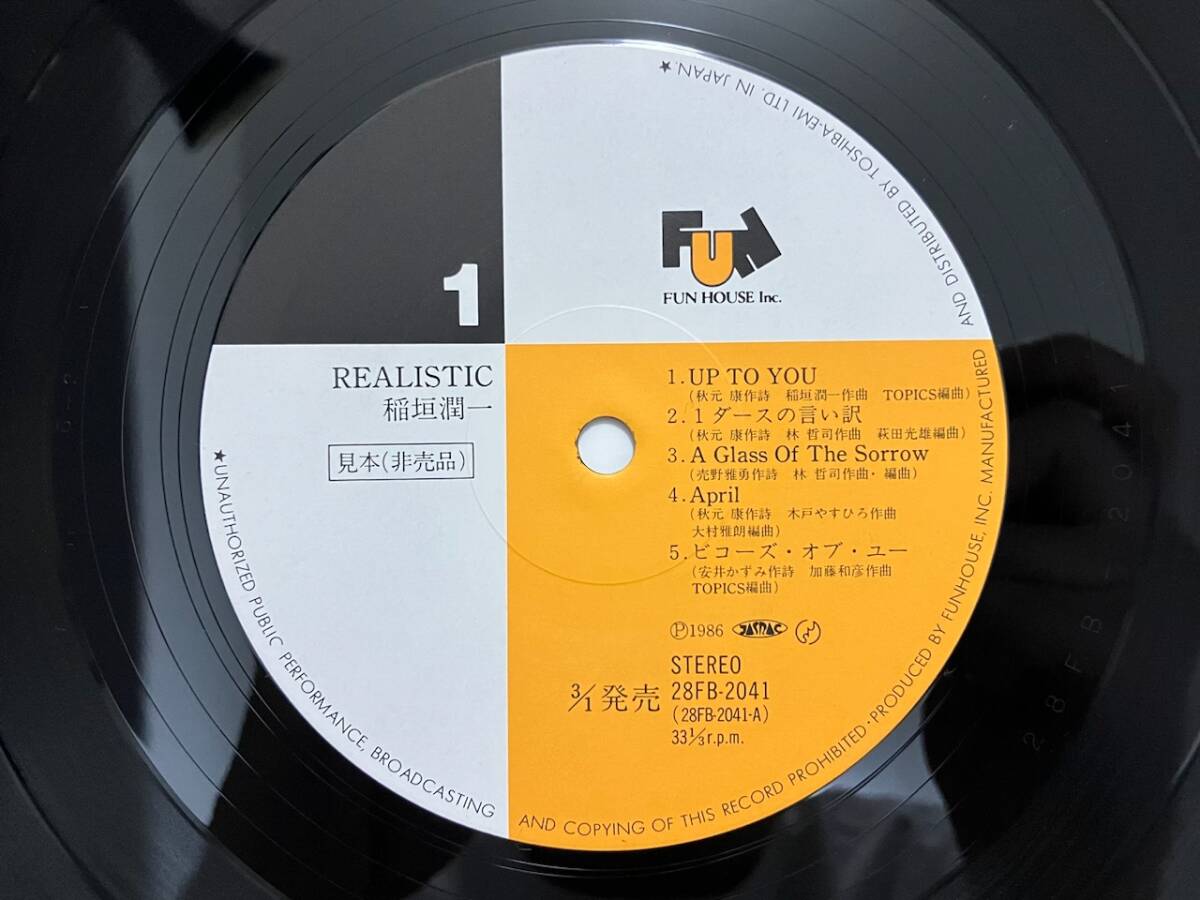 1
FUN
FUN HOUSE Inc.
REALISTIC
稲垣潤一
見本(非売品)
1. UP TO YOU
(秋元 康作詩 稲垣潤一作曲 TOPICS編曲)
2. 1ダースの言い訳
(秋元 康作詩 林 哲司作曲 萩田光雄編曲)
3. A Glass Of The Sorrow
(売野雅勇作詩 林 哲司作曲・編曲)
4. April
(秋元 康作詩 木戸やすひろ作曲
大村雅朗編曲)
5. ビコーズ・オブ・ユー
(安井かずみ作詩 加藤和彦作曲
TOPICS編曲)
℗1986 JASRAC
STEREO
3/1発売 28FB-2041
(28FB-2041-A)
33⅓r.p.m.
★UNAUTHORIZED PUBLIC PERFORMANCE, BROADCASTING AND COPYING OF THIS RECORD PROHIBITED·PRODUCED BY FUNHOUSE, INC. MANUFACTURED AND DISTRIBUTED BY TOSHIBA-EMI LTD. IN JAPAN.★
28FB2041